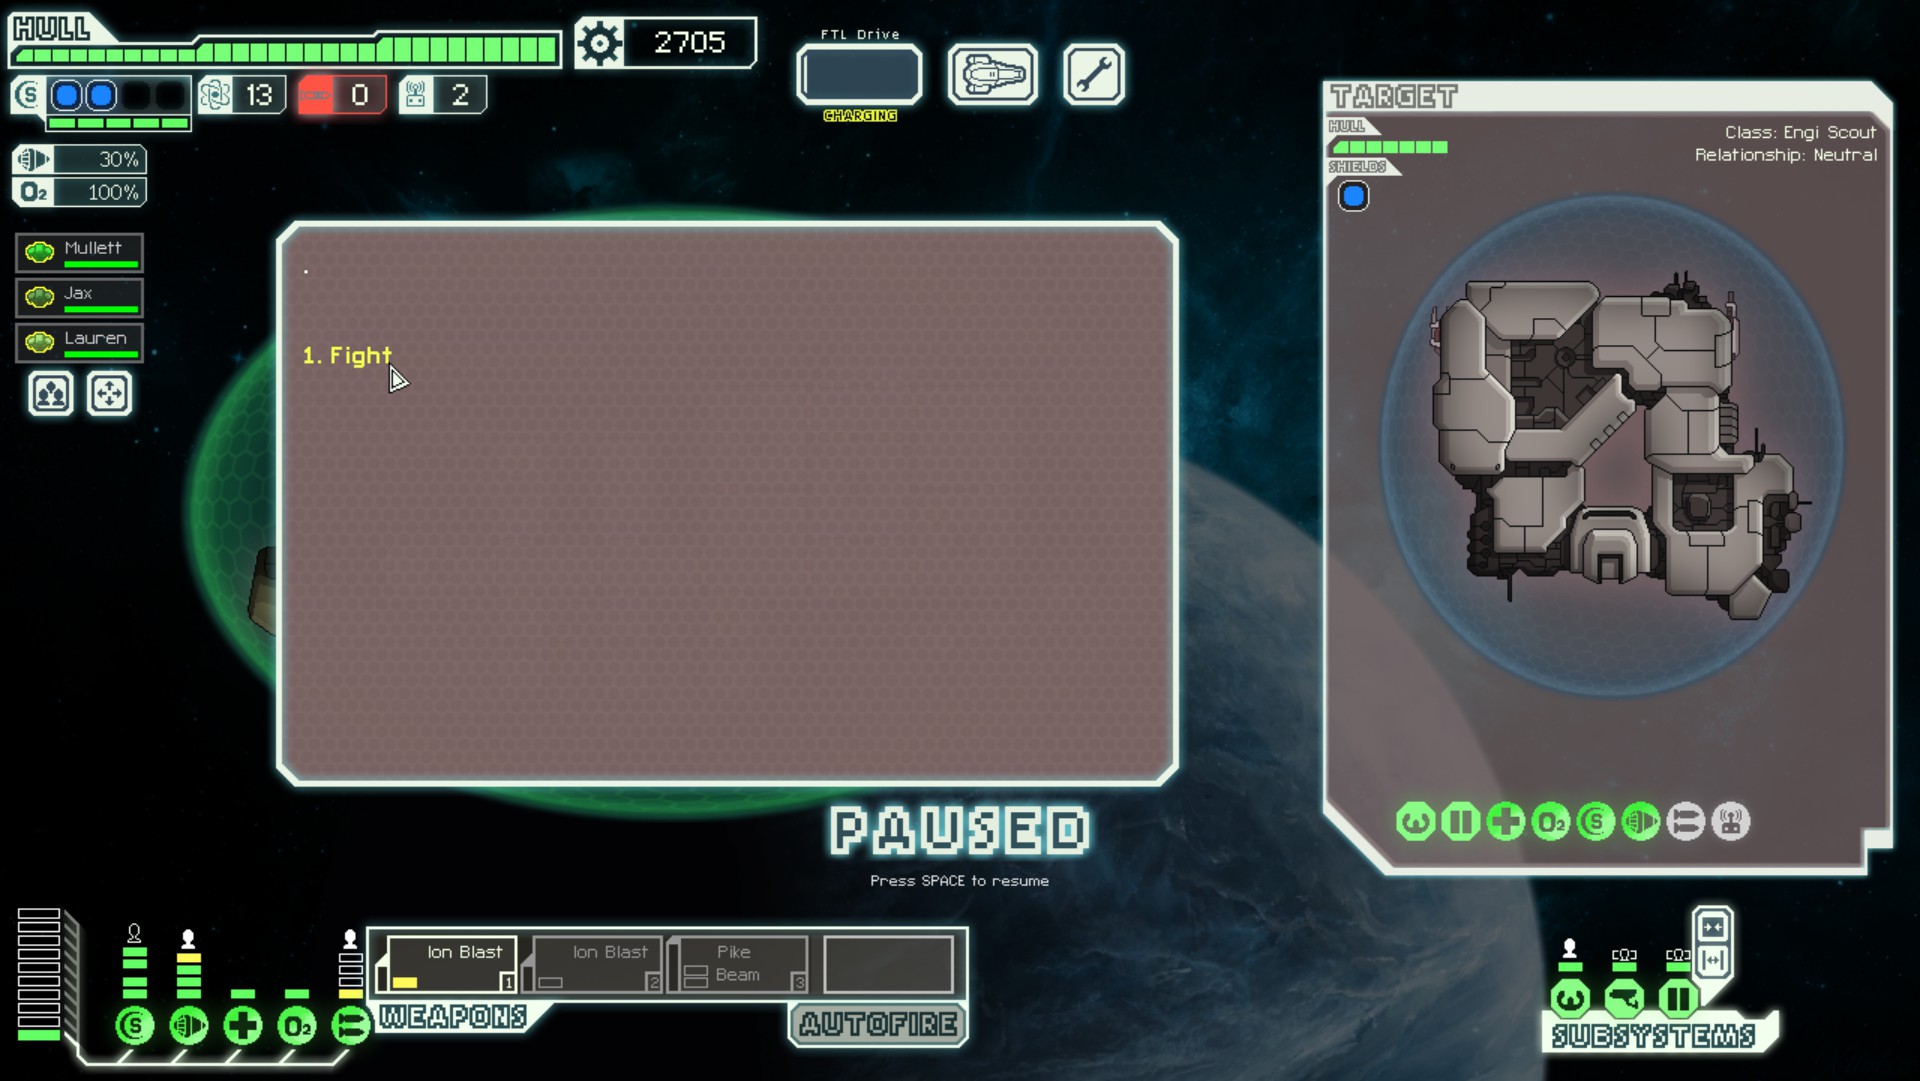 HULL
2705
FTL Drive
CHARGING
S
13
0
2
30%
O2
100%
Mullett
Jax
Lauren
TARGET
HULL
Class: Engi Scout
Relationship: Neutral
SHIELDS
.
1. Fight
PAUSED
Press SPACE to resume
O2
S
Ion Blast
1
Ion Blast
2
Pike
Beam
3
WEAPONS
AUTOFIRE
S
O2
SUBSYSTEMS